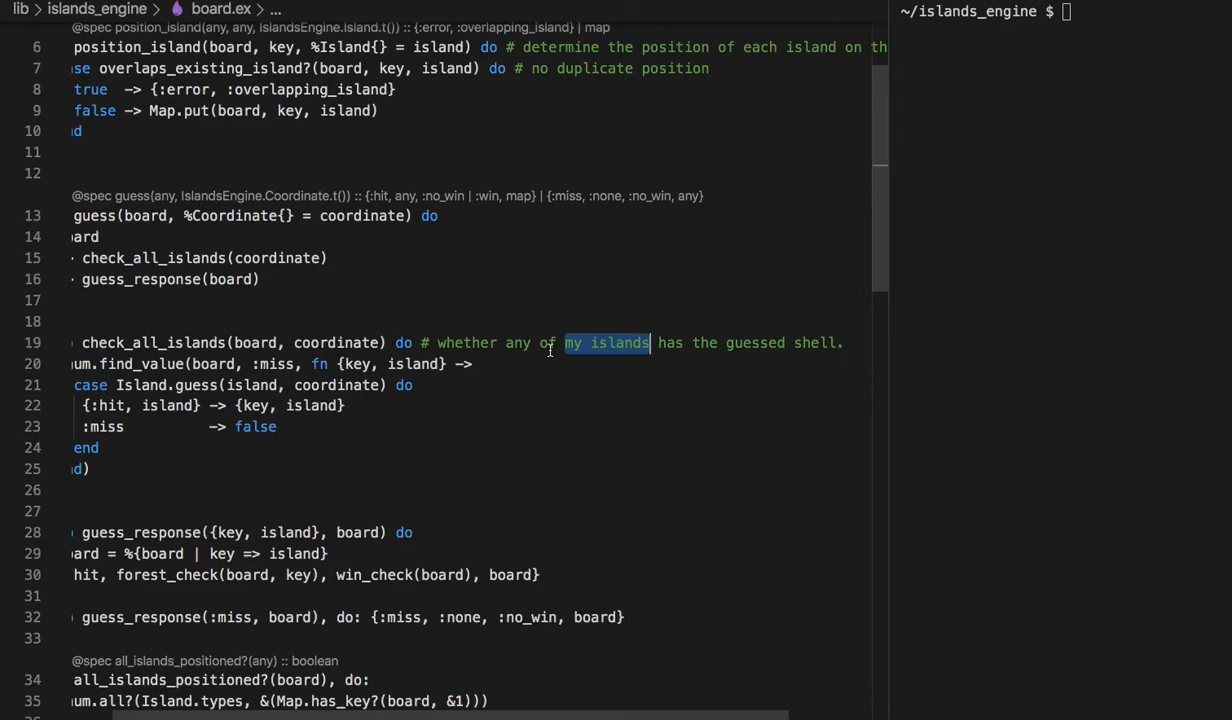 lib > islands_engine > board.ex > ...
@spec position_island(any, any, IslandsEngine.Island.t()) :: {:error, :overlapping_island} | map
6 position_island(board, key, %Island{} = island) do # determine the position of each island on th
7 se overlaps_existing_island?(board, key, island) do # no duplicate position
8 true -> {:error, :overlapping_island}
9 false -> Map.put(board, key, island)
10 d
11
12
@spec guess(any, IslandsEngine.Coordinate.t()) :: {:hit, any, :no_win | :win, map} | {:miss, :none, :no_win, any}
13 guess(board, %Coordinate{} = coordinate) do
14 ard
15 check_all_islands(coordinate)
16 guess_response(board)
17
18
19 check_all_islands(board, coordinate) do # whether any of my islands has the guessed shell.
20 um.find_value(board, :miss, fn {key, island} ->
21 case Island.guess(island, coordinate) do
22 {:hit, island} -> {key, island}
23 :miss -> false
24 end
25 d)
26
27
28 guess_response({key, island}, board) do
29 ard = %{board | key => island}
30 hit, forest_check(board, key), win_check(board), board}
31
32 guess_response(:miss, board), do: {:miss, :none, :no_win, board}
33
@spec all_islands_positioned?(any) :: boolean
34 all_islands_positioned?(board), do:
35 um.all?(Island.types, &(Map.has_key?(board, &1)))
~/islands_engine $